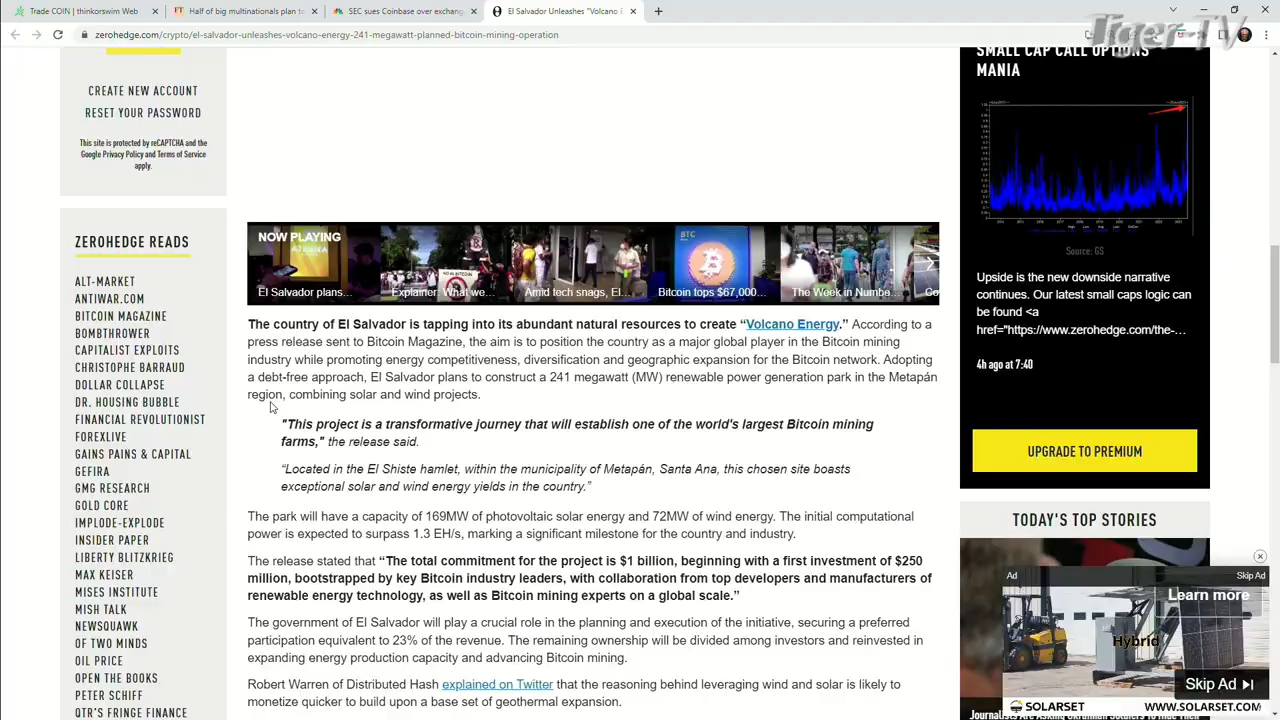 Trade COIN | thinkorswim Web
Half of big multinationals plan to
SEC sues Coinbase over exchang
El Salvador Unleashes "Volcano E
zerohedge.com/crypto/el-salvador-unleashes-volcano-energy-241-megawatt-planned-bitcoin-mining-operation
Tiger-TV
CREATE NEW ACCOUNT
RESET YOUR PASSWORD
This site is protected by reCAPTCHA and the
Google Privacy Policy and Terms of Service
apply.
ZEROHEDGE READS
ALT-MARKET
ANTIWAR.COM
BITCOIN MAGAZINE
BOMBTHROWER
CAPITALIST EXPLOITS
CHRISTOPHE BARRAUD
DOLLAR COLLAPSE
DR. HOUSING BUBBLE
FINANCIAL REVOLUTIONIST
FOREXLIVE
GAINS PAINS & CAPITAL
GEFIRA
GMG RESEARCH
GOLD CORE
IMPLODE-EXPLODE
INSIDER PAPER
LIBERTY BLITZKRIEG
MAX KEISER
MISES INSTITUTE
MISH TALK
NEWSQUAWK
OF TWO MINDS
OIL PRICE
OPEN THE BOOKS
PETER SCHIFF
QTR'S FRINGE FINANCE
NOW PLAYING
BTC
El Salvador plans...
Explainer: What we...
Amid tech snags, El...
Bitcoin tops $67,000...
The Week in Numbe...
Co
The country of El Salvador is tapping into its abundant natural resources to create “Volcano Energy.” According to a
press release sent to Bitcoin Magazine, the aim is to position the country as a major global player in the Bitcoin mining
industry while promoting energy competitiveness, diversification and geographic expansion for the Bitcoin network. Adopting
a debt-free approach, El Salvador plans to construct a 241 megawatt (MW) renewable power generation park in the Metapán
region, combining solar and wind projects.
"This project is a transformative journey that will establish one of the world's largest Bitcoin mining
farms," the release said.
“Located in the El Shiste hamlet, within the municipality of Metapán, Santa Ana, this chosen site boasts
exceptional solar and wind energy yields in the country.”
The park will have a capacity of 169MW of photovoltaic solar energy and 72MW of wind energy. The initial computational
power is expected to surpass 1.3 EH/s, marking a significant milestone for the country and industry.
The release stated that “The total commitment for the project is $1 billion, beginning with a first investment of $250
million, bootstrapped by key Bitcoin industry leaders, with collaboration from top developers and manufacturers of
renewable energy technology, as well as Bitcoin mining experts on a global scale.”
The government of El Salvador will play a crucial role in the planning and execution of the initiative, securing a preferred
participation equivalent to 23% of the revenue. The remaining ownership will be divided among investors and reinvested in
expanding energy production capacity and advancing Bitcoin mining.
Robert Warren of Distributed Hash explained on Twitter that the reasoning behind leveraging wind and solar is likely to
monetize quicker to build upon a base set of geothermal expansion.
SMALL CAP CALL OPTIONS
MANIA
Source: GS
Upside is the new downside narrative
continues. Our latest small caps logic can
be found <a
href="https://www.zerohedge.com/the-...
4h ago at 7:40
UPGRADE TO PREMIUM
TODAY'S TOP STORIES
Ad
Skip Ad
Learn more
Hybrid
Skip Ad
SOLARSET
WWW.SOLARSET.COM
Journalists Are Asking Ukrainian Soldiers To Hide Their